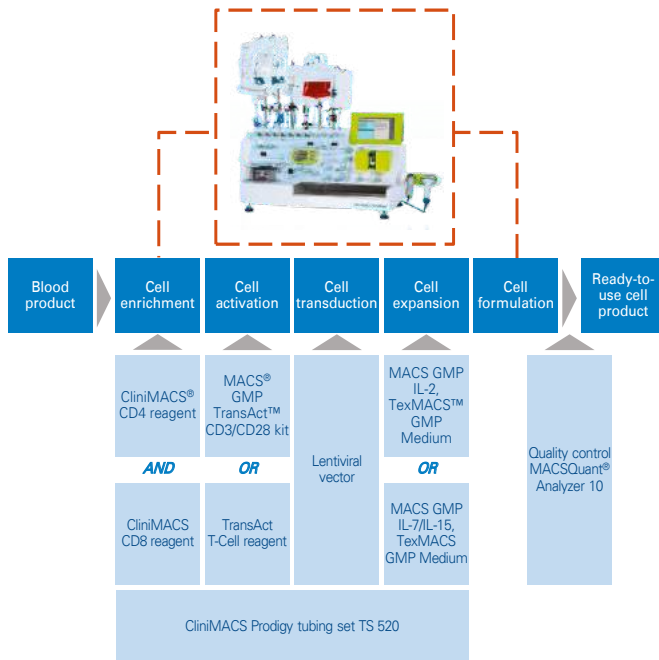 Blood
product
Cell
enrichment
Cell
activation
Cell
transduction
Cell
expansion
Cell
formulation
Ready-to-
use cell
product
CliniMACS®
CD4 reagent
AND
CliniMACS
CD8 reagent
MACS®
GMP
TransAct™
CD3/CD28 kit
OR
TransAct
T-Cell reagent
Lentiviral
vector
MACS GMP
IL-2,
TexMACS™
GMP
Medium
OR
MACS GMP
IL-7/IL-15,
TexMACS
GMP Medium
Quality control
MACSQuant®
Analyzer 10
CliniMACS Prodigy tubing set TS 520